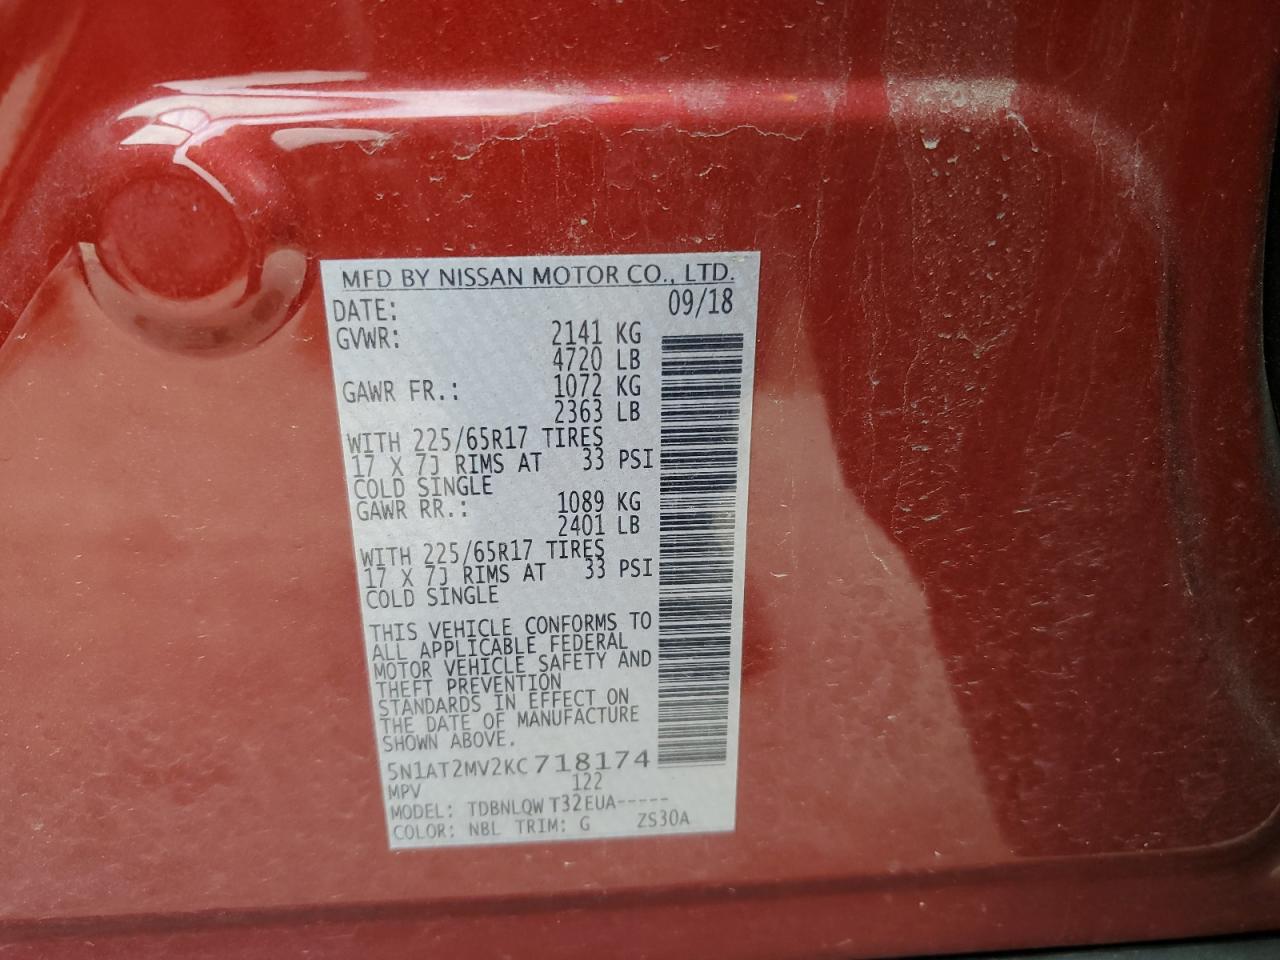 MFD BY NISSAN MOTOR CO., LTD.
DATE: 09/18
GVWR: 2141 KG
4720 LB
GAWR FR.: 1072 KG
2363 LB
WITH 225/65R17 TIRES
17 X 7J RIMS AT 33 PSI
COLD SINGLE
GAWR RR.: 1089 KG
2401 LB
WITH 225/65R17 TIRES
17 X 7J RIMS AT 33 PSI
COLD SINGLE
THIS VEHICLE CONFORMS TO
ALL APPLICABLE FEDERAL
MOTOR VEHICLE SAFETY AND
THEFT PREVENTION
STANDARDS IN EFFECT ON
THE DATE OF MANUFACTURE
SHOWN ABOVE.
5N1AT2MV2KC718174
MPV 122
MODEL: TDBNLQW T32EUA-----
COLOR: NBL TRIM: G ZS30A